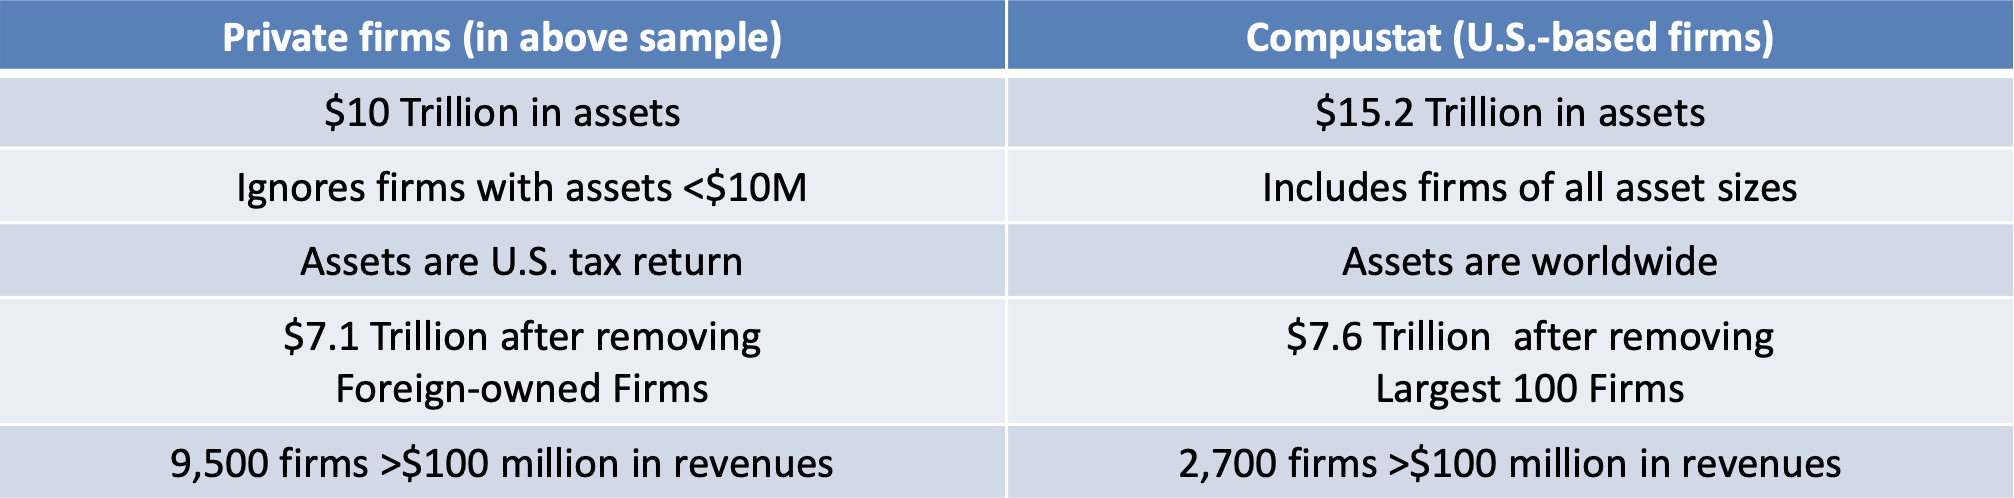 Private firms (in above sample)
Compustat (U.S.-based firms)
$10 Trillion in assets
$15.2 Trillion in assets
Ignores firms with assets <$10M
Includes firms of all asset sizes
Assets are U.S. tax return
Assets are worldwide
$7.1 Trillion after removing
Foreign-owned Firms
$7.6 Trillion  after removing
Largest 100 Firms
9,500 firms >$100 million in revenues
2,700 firms >$100 million in revenues